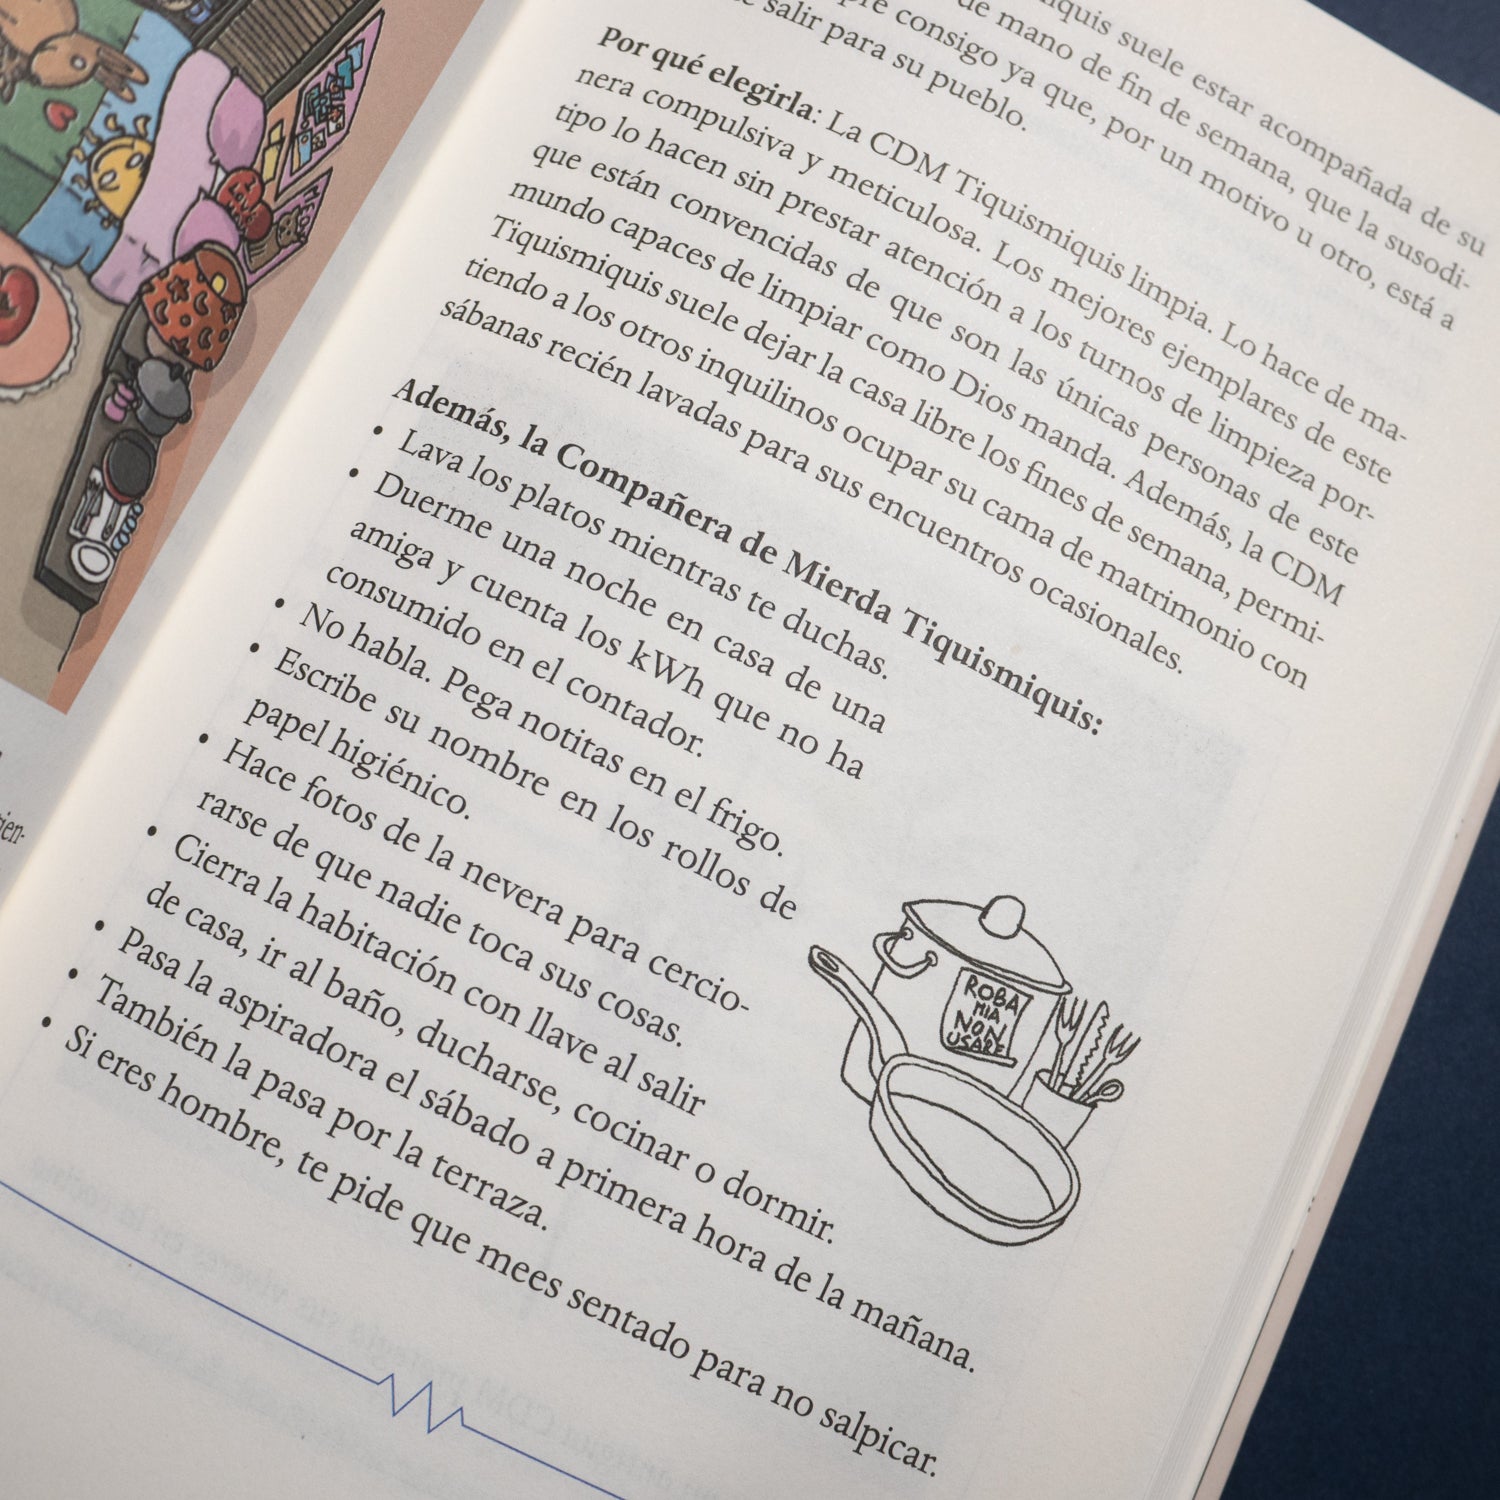 tien-
niquis suele estar acompañada de su
de mano de fin de semana, que la susodi-
consigo ya que, por un motivo u otro, está a
salir para su pueblo.
Por qué elegirla: La CDM Tiquismiquis limpia. Lo hace de ma-
nera compulsiva y meticulosa. Los mejores ejemplares de este
tipo lo hacen sin prestar atención a los turnos de limpieza por-
que están convencidas de que son las únicas personas de este
mundo capaces de limpiar como Dios manda. Además, la CDM
Tiquismiquis suele dejar la casa libre los fines de semana, permi-
tiendo a los otros inquilinos ocupar su cama de matrimonio con
sábanas recién lavadas para sus encuentros ocasionales.
Además, la Compañera de Mierda Tiquismiquis:
• Lava los platos mientras te duchas.
• Duerme una noche en casa de una
amiga y cuenta los kWh que no ha
consumido en el contador.
• No habla. Pega notitas en el frigo.
• Escribe su nombre en los rollos de
papel higiénico.
• Hace fotos de la nevera para cercio-
rarse de que nadie toca sus cosas.
• Cierra la habitación con llave al salir
de casa, ir al baño, ducharse, cocinar o dormir.
• Pasa la aspiradora el sábado a primera hora de la mañana.
• También la pasa por la terraza.
• Si eres hombre, te pide que mees sentado para no salpicar.
ROBA
MIA
NON
USARE